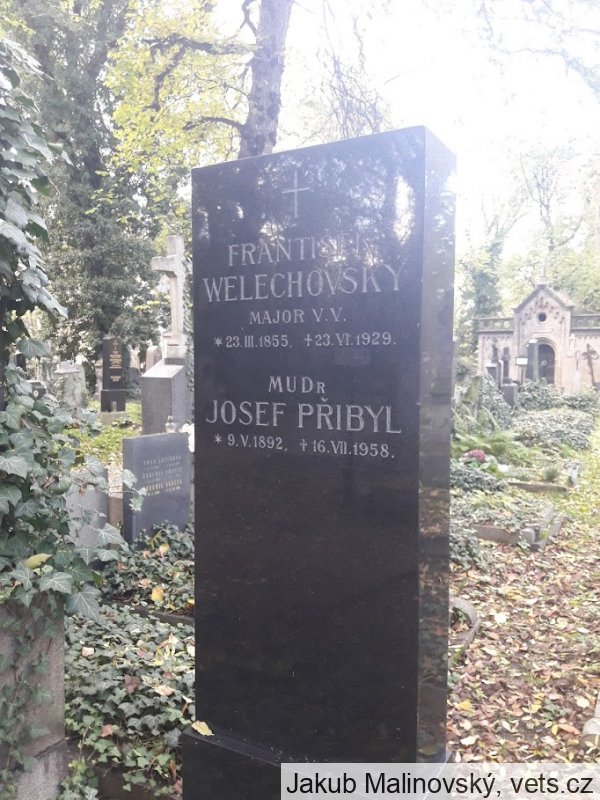 FRANTIŠEK
WELECHOVSKÝ
MAJOR V.V.
* 23.III.1855, +23.VI.1929.
MUDR
JOSEF PŘIBYL
* 9.V.1892, + 16.VII.1958.
Jakub Malinovský, vets.cz